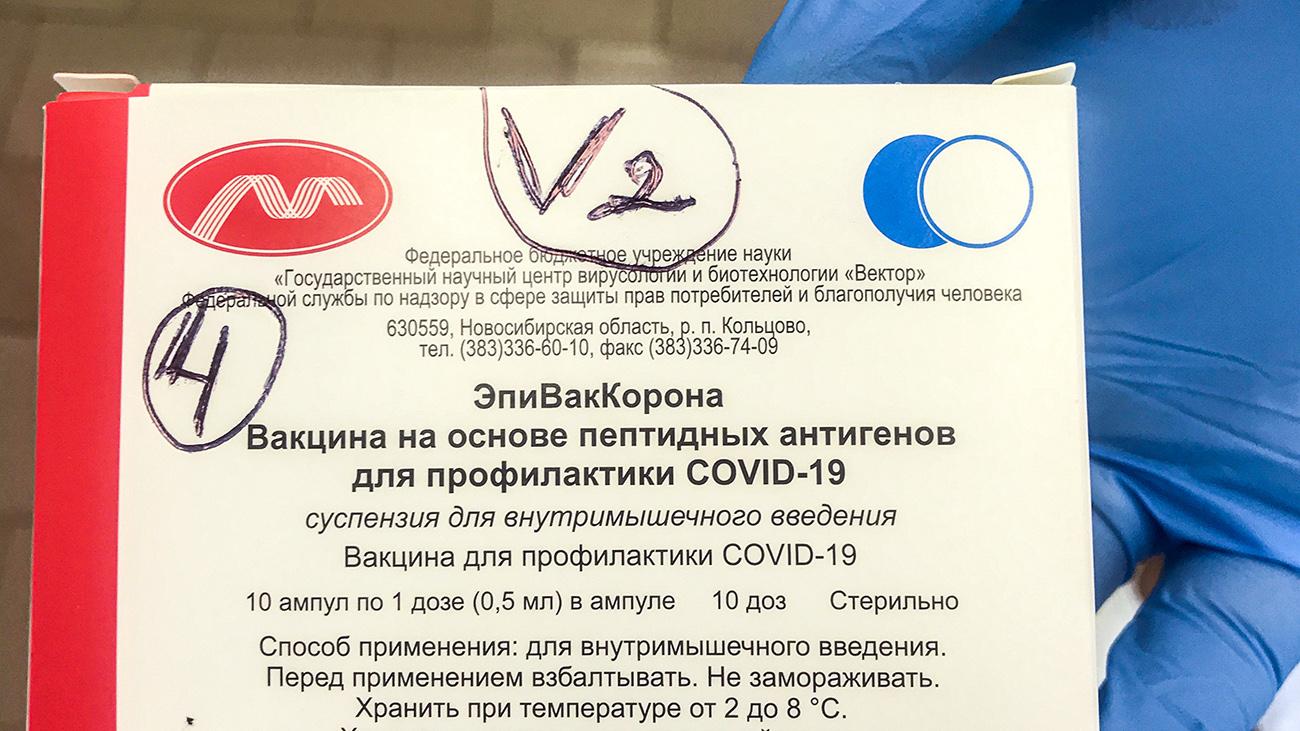 V2
Федеральное бюджетное учреждение науки
«Государственный научный центр вирусологии и биотехнологии «Вектор»
Федеральной службы по надзору в сфере защиты прав потребителей и благополучия человека
630559, Новосибирская область, р. п. Кольцово,
тел. (383)336-60-10, факс (383)336-74-09
4
ЭпиВакКорона
Вакцина на основе пептидных антигенов
для профилактики COVID-19
суспензия для внутримышечного введения
Вакцина для профилактики COVID-19
10 ампул по 1 дозе (0,5 мл) в ампуле 10 доз Стерильно
Способ применения: для внутримышечного введения.
Перед применением взбалтывать. Не замораживать.
Хранить при температуре от 2 до 8 °С.